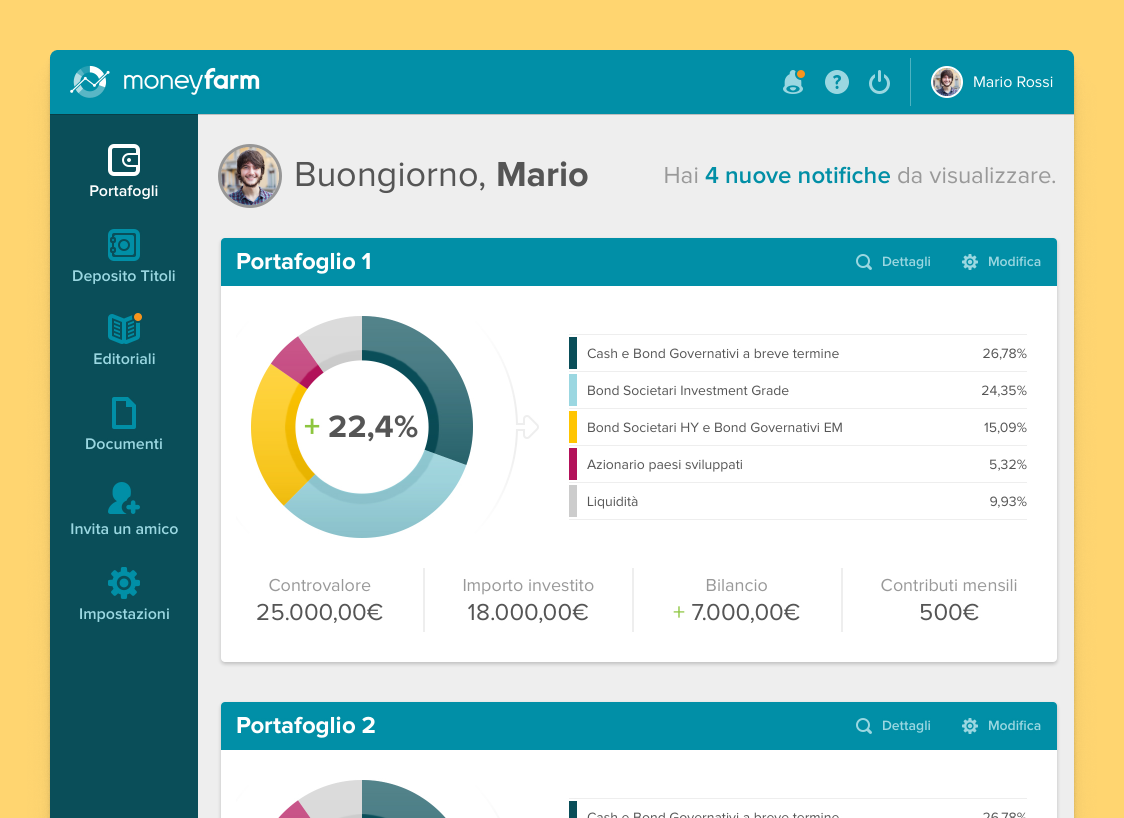 moneyfarm
?
Mario Rossi
Portafogli
Deposito Titoli
Editoriali
Documenti
Invita un amico
Impostazioni
Buongiorno, Mario
Hai 4 nuove notifiche da visualizzare.
Portafoglio 1
Dettagli
Modifica
+ 22,4%
Cash e Bond Governativi a breve termine 26,78%
Bond Societari Investment Grade 24,35%
Bond Societari HY e Bond Governativi EM 15,09%
Azionario paesi sviluppati 5,32%
Liquidità 9,93%
Controvalore
25.000,00€
Importo investito
18.000,00€
Bilancio
+ 7.000,00€
Contributi mensili
500€
Portafoglio 2
Dettagli
Modifica
Cash e Bond Governativi a breve termine 26,78%